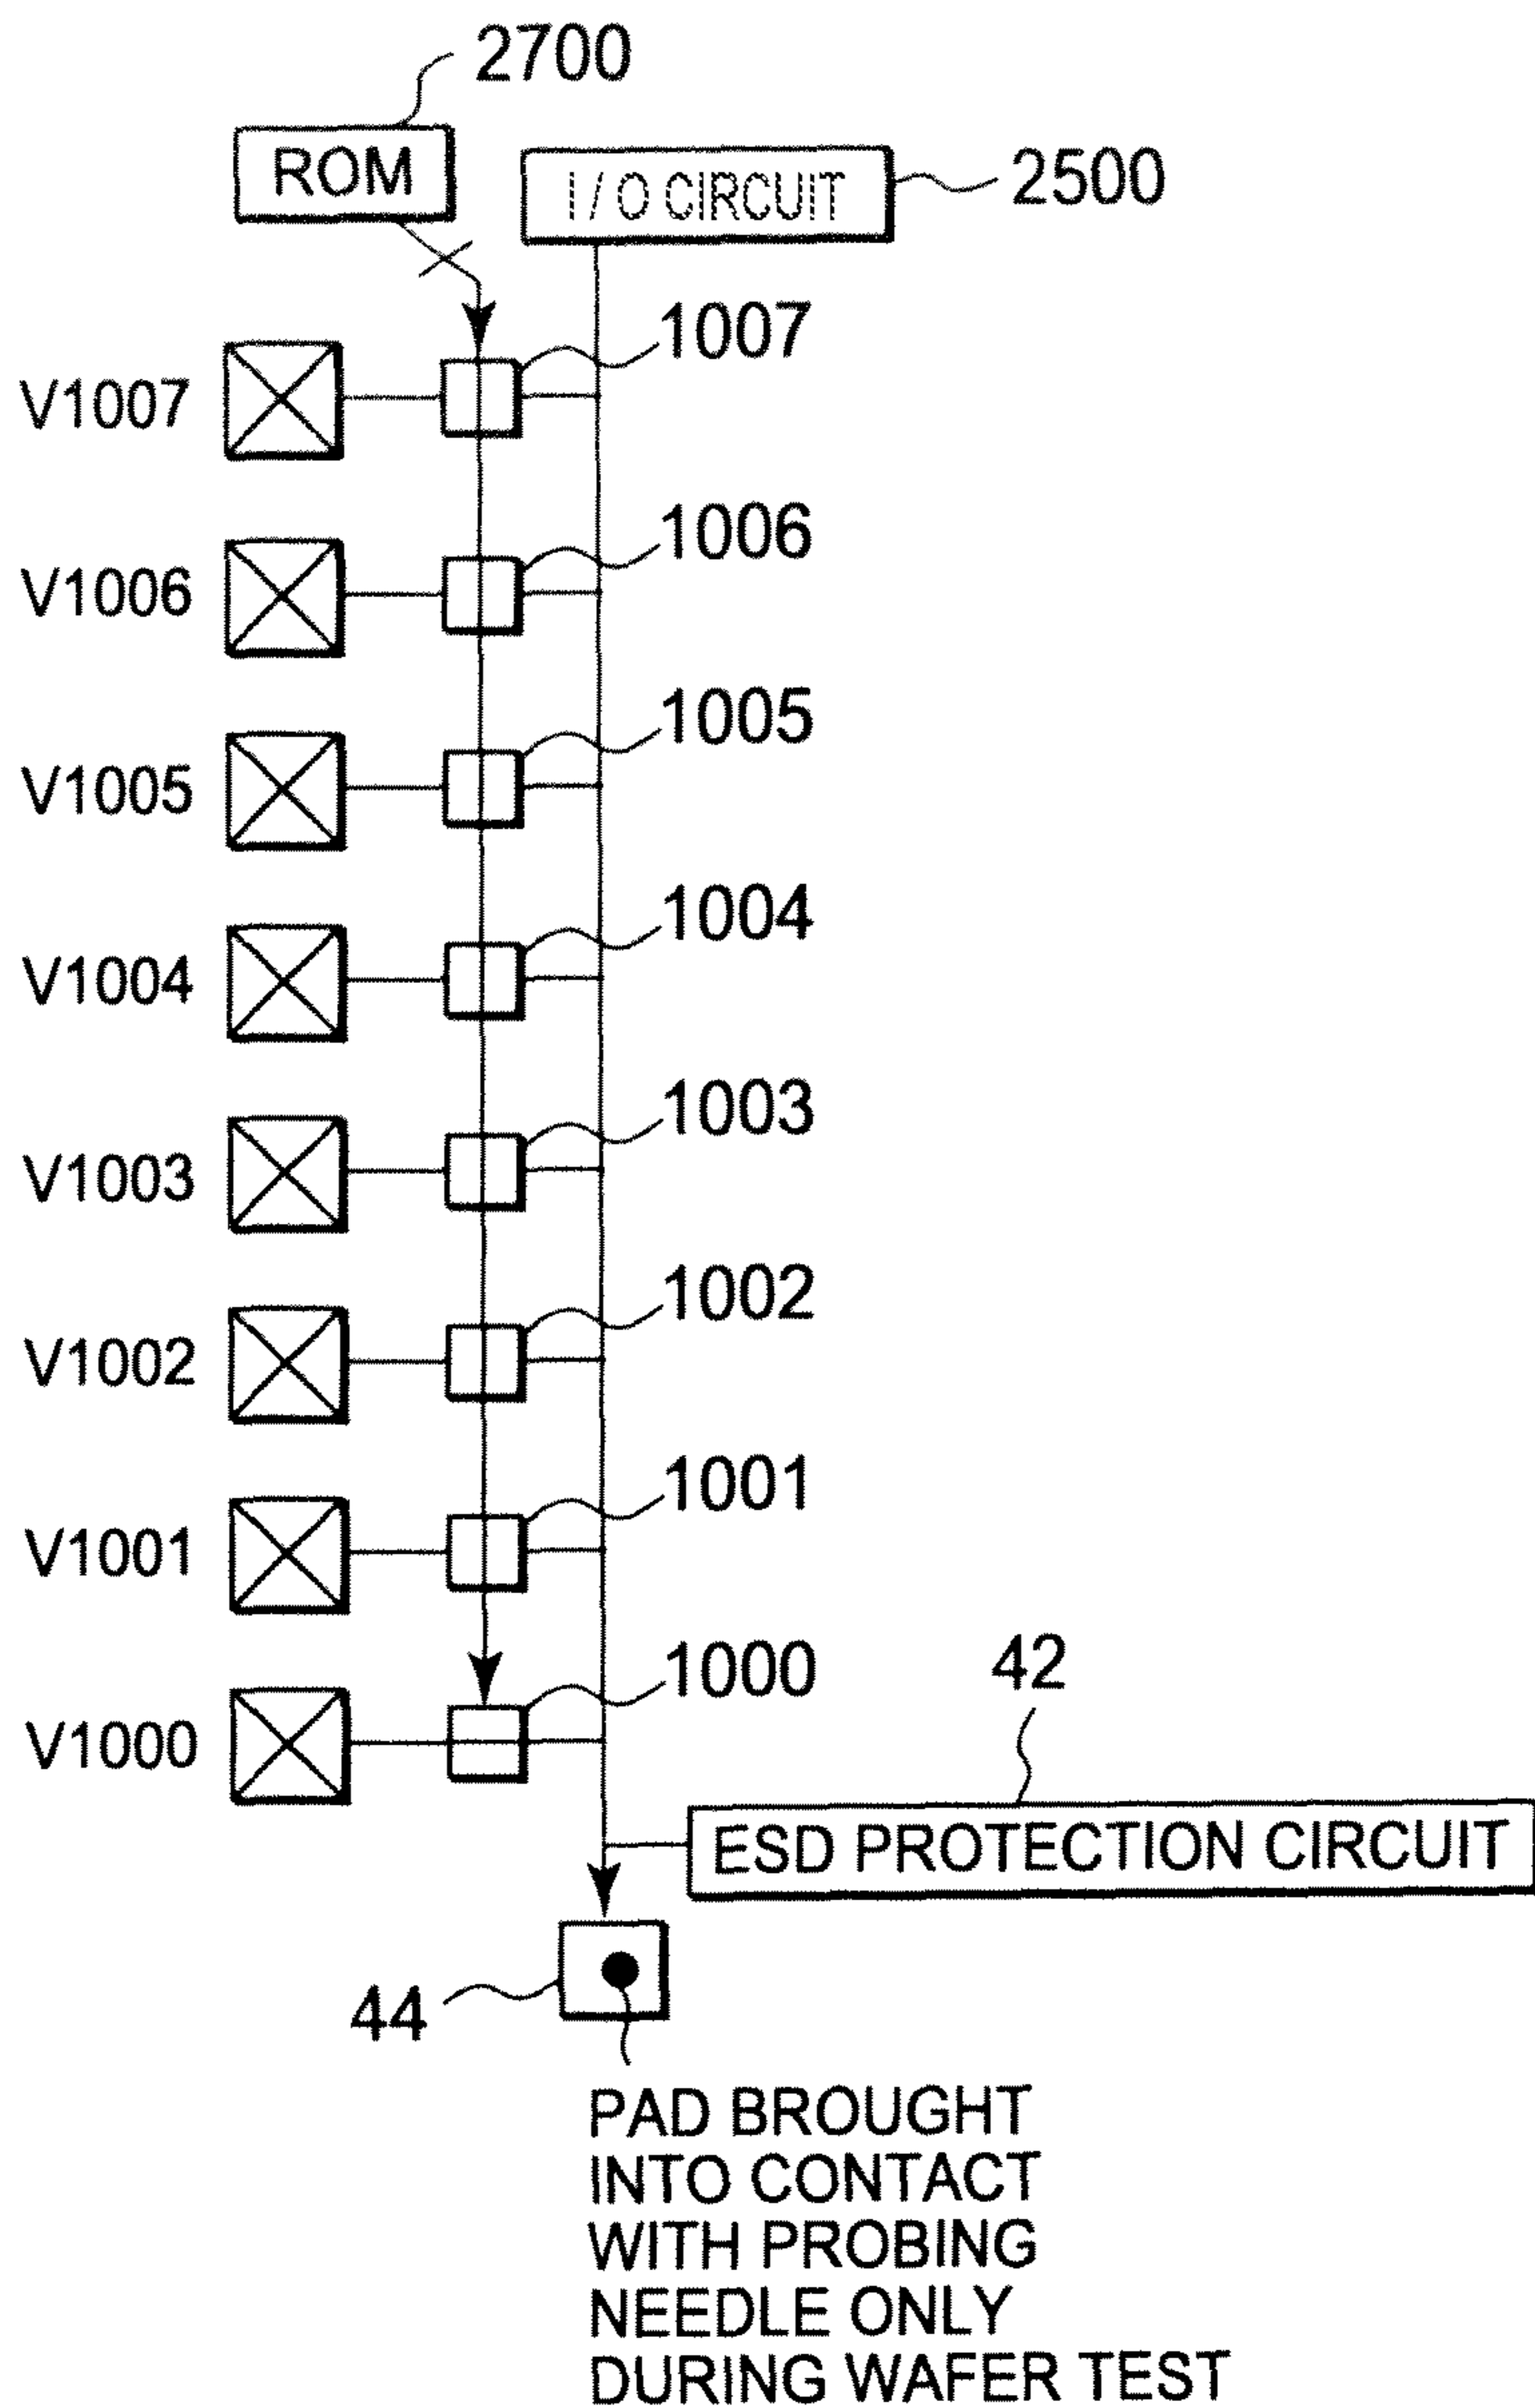 2700
ROM
I / O CIRCUIT
2500
1007
V1007
1006
V1006
1005
V1005
1004
V1004
1003
V1003
1002
V1002
1001
V1001
1000
V1000
42
ESD PROTECTION CIRCUIT
44
PAD BROUGHT
INTO CONTACT
WITH PROBING
NEEDLE ONLY
DURING WAFER TEST